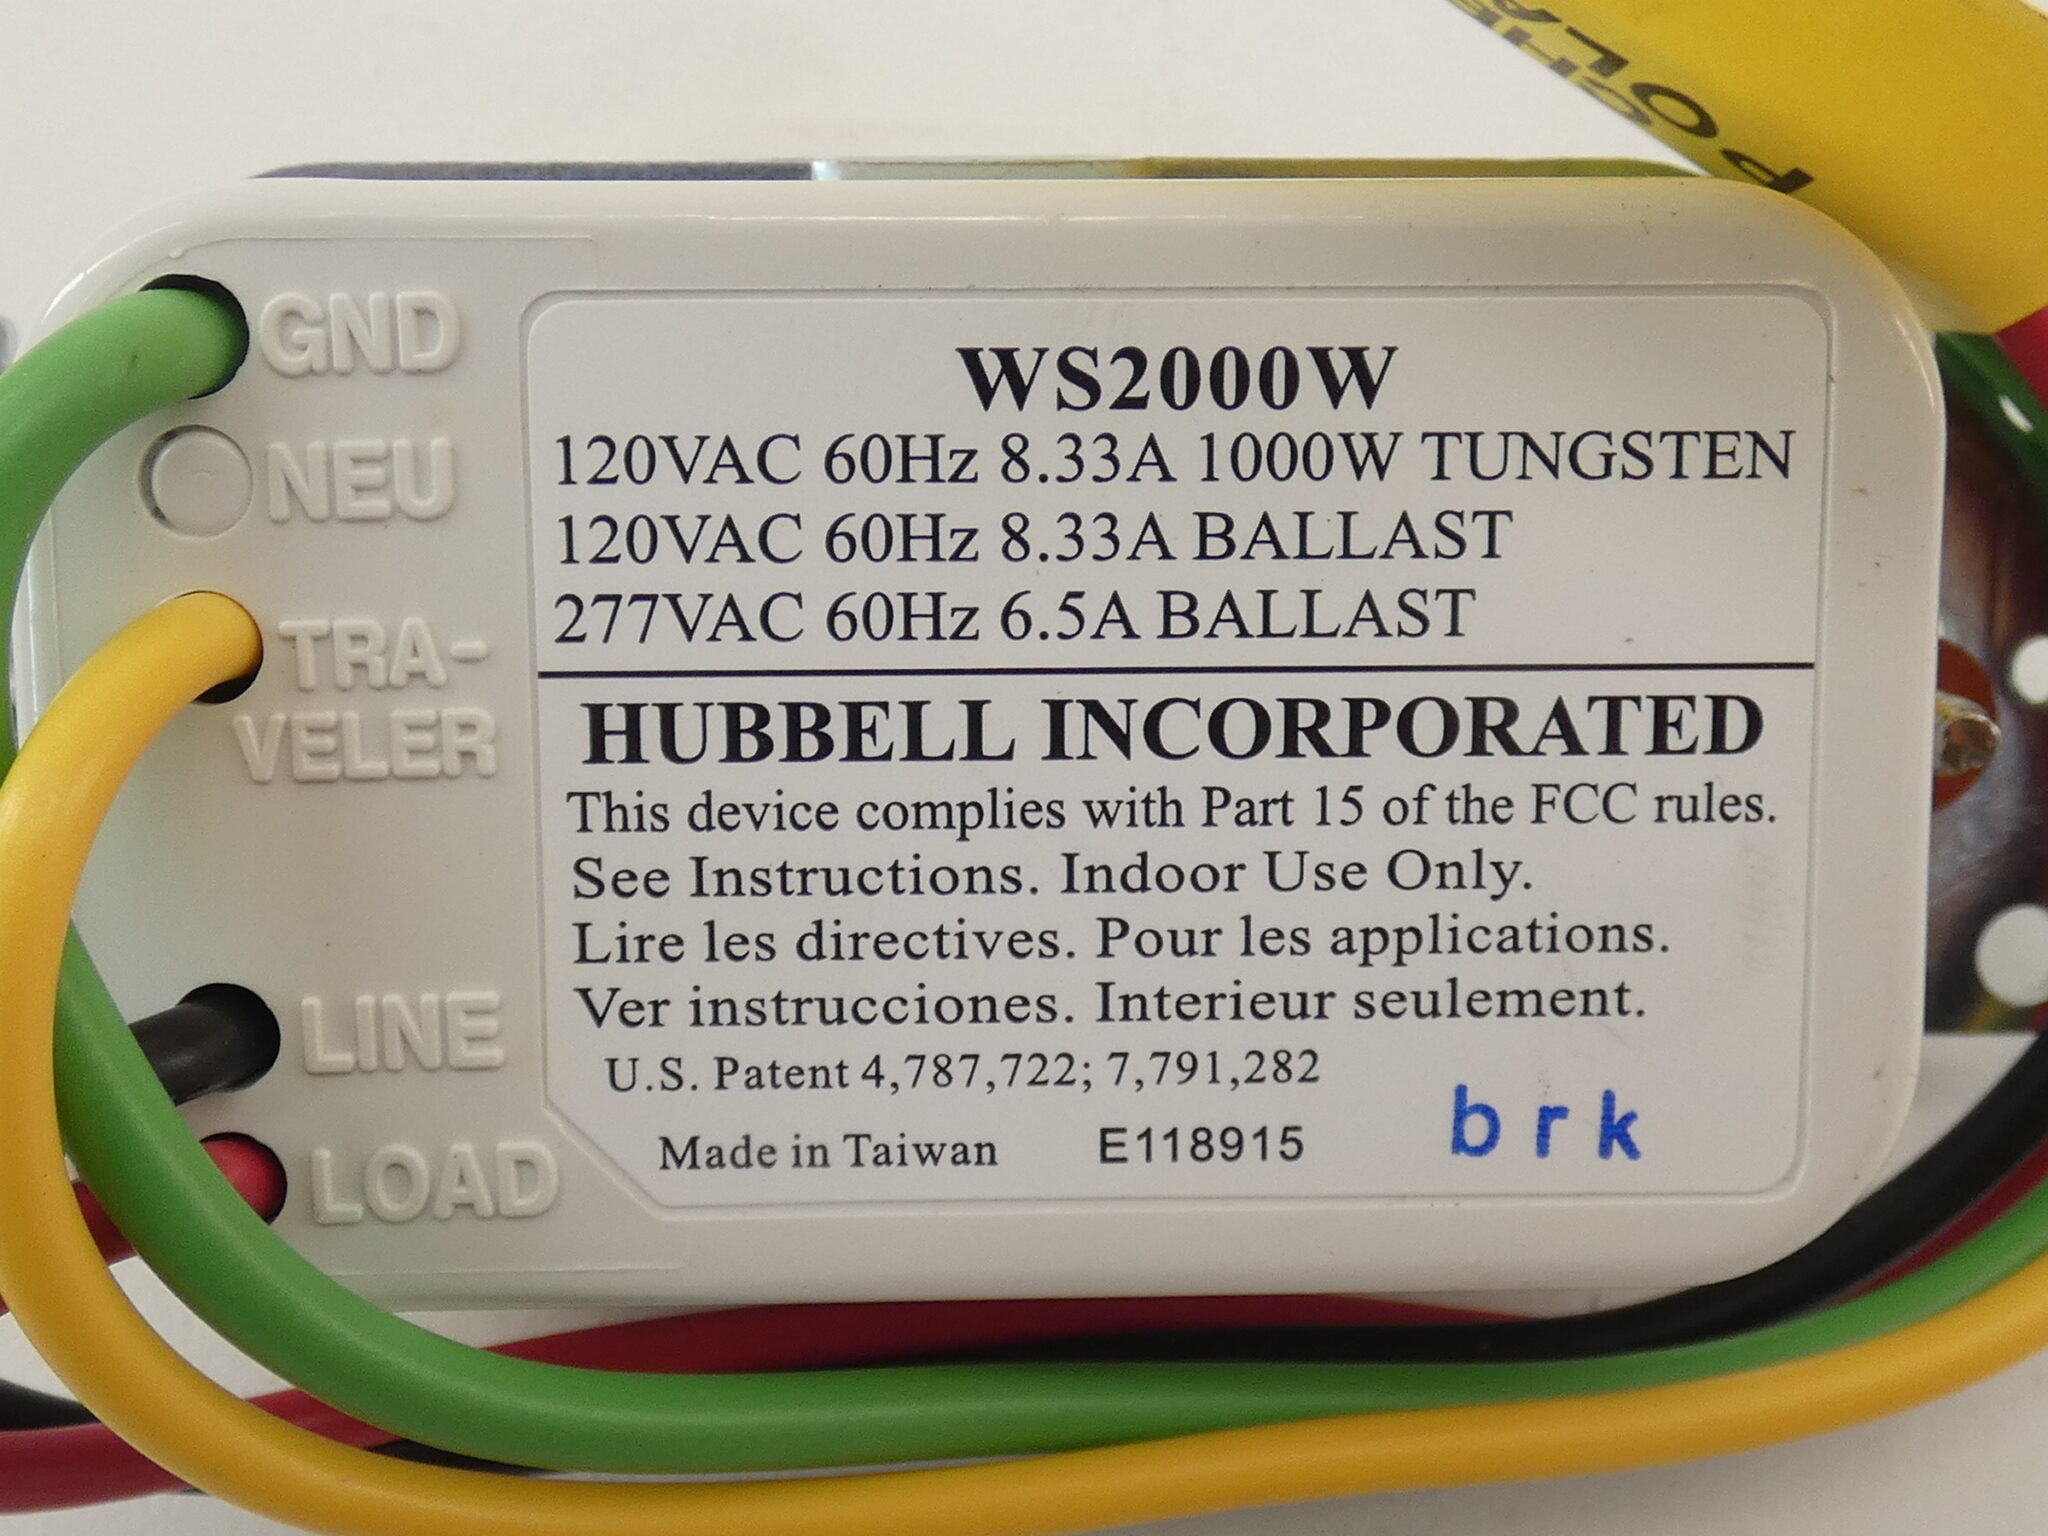 GND
NEU
TRA-
VELER
LINE
LOAD
WS2000W
120VAC 60Hz 8.33A 1000W TUNGSTEN
120VAC 60Hz 8.33A BALLAST
277VAC 60Hz 6.5A BALLAST
HUBBELL INCORPORATED
This device complies with Part 15 of the FCC rules.
See Instructions. Indoor Use Only.
Lire les directives. Pour les applications.
Ver instrucciones. Interieur seulement.
U.S. Patent 4,787,722; 7,791,282
Made in Taiwan E118915 brk